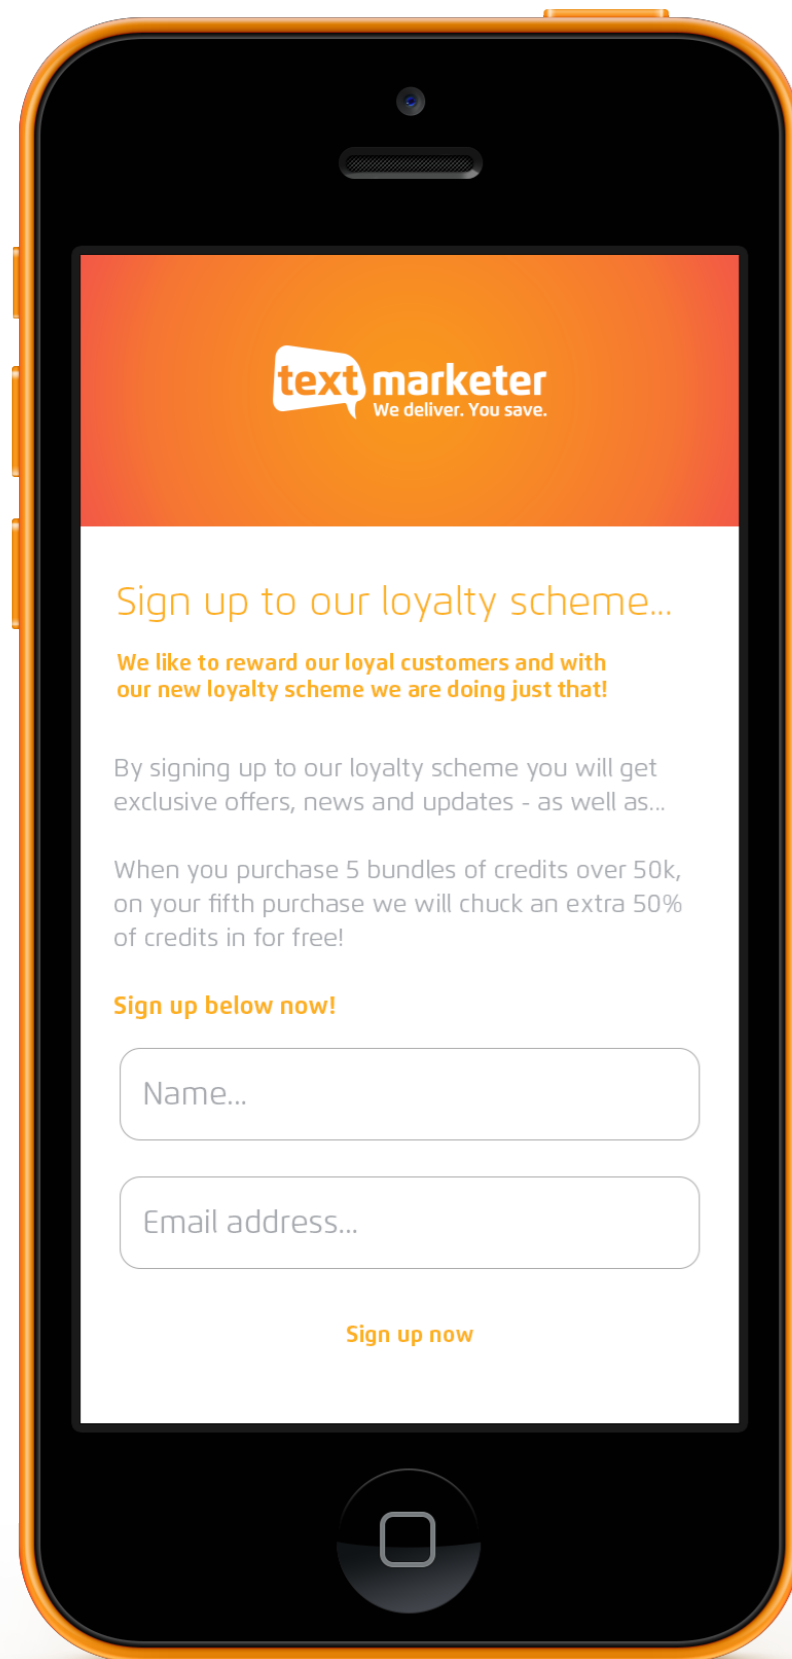 text marketer
We deliver. You save.
Sign up to our loyalty scheme...
We like to reward our loyal customers and with
our new loyalty scheme we are doing just that!
By signing up to our loyalty scheme you will get
exclusive offers, news and updates - as well as...
When you purchase 5 bundles of credits over 50k,
on your fifth purchase we will chuck an extra 50%
of credits in for free!
Sign up below now!
Name...
Email address...
Sign up now